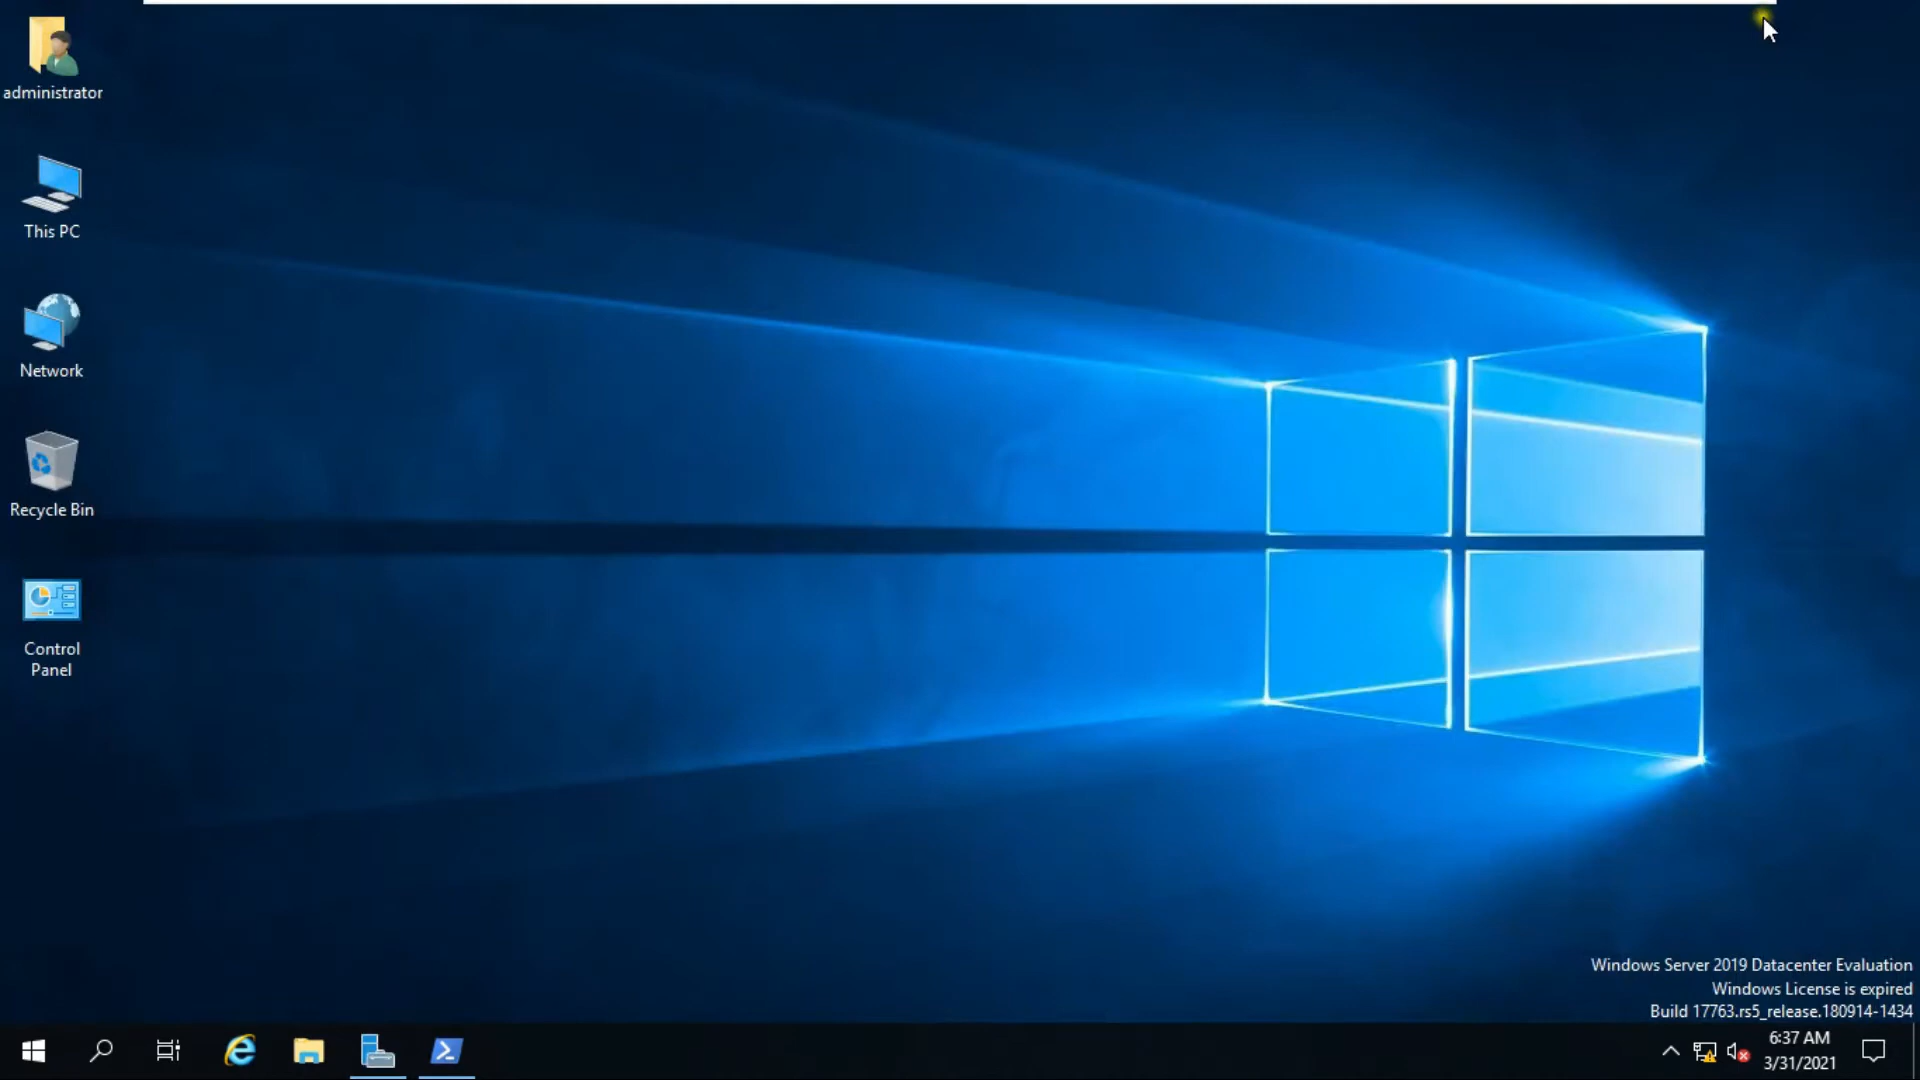 administrator
This PC
Network
Recycle Bin
Control
Panel
Windows Server 2019 Datacenter Evaluation
Windows License is expired
Build 17763.rs5_release.180914-1434
6:37 AM
3/31/2021